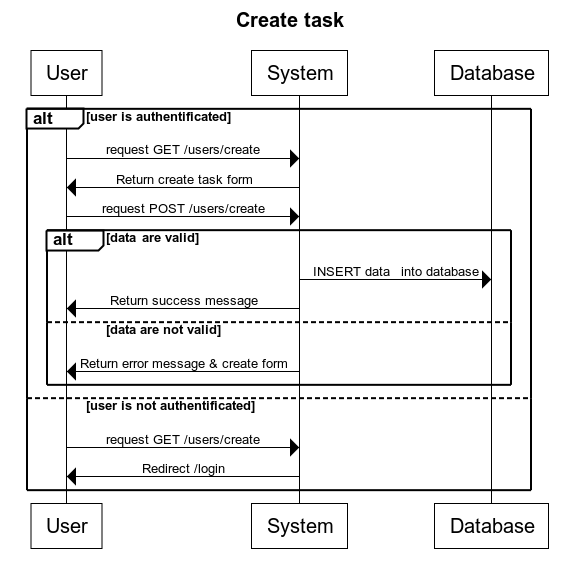 Create task
User System Database
alt [user is authentificated]
request GET /users/create
Return create task form
request POST /users/create
alt [data are valid]
INSERT data into database
Return success message
[data are not valid]
Return error message & create form
[user is not authentificated]
request GET /users/create
Redirect /login
User System Database